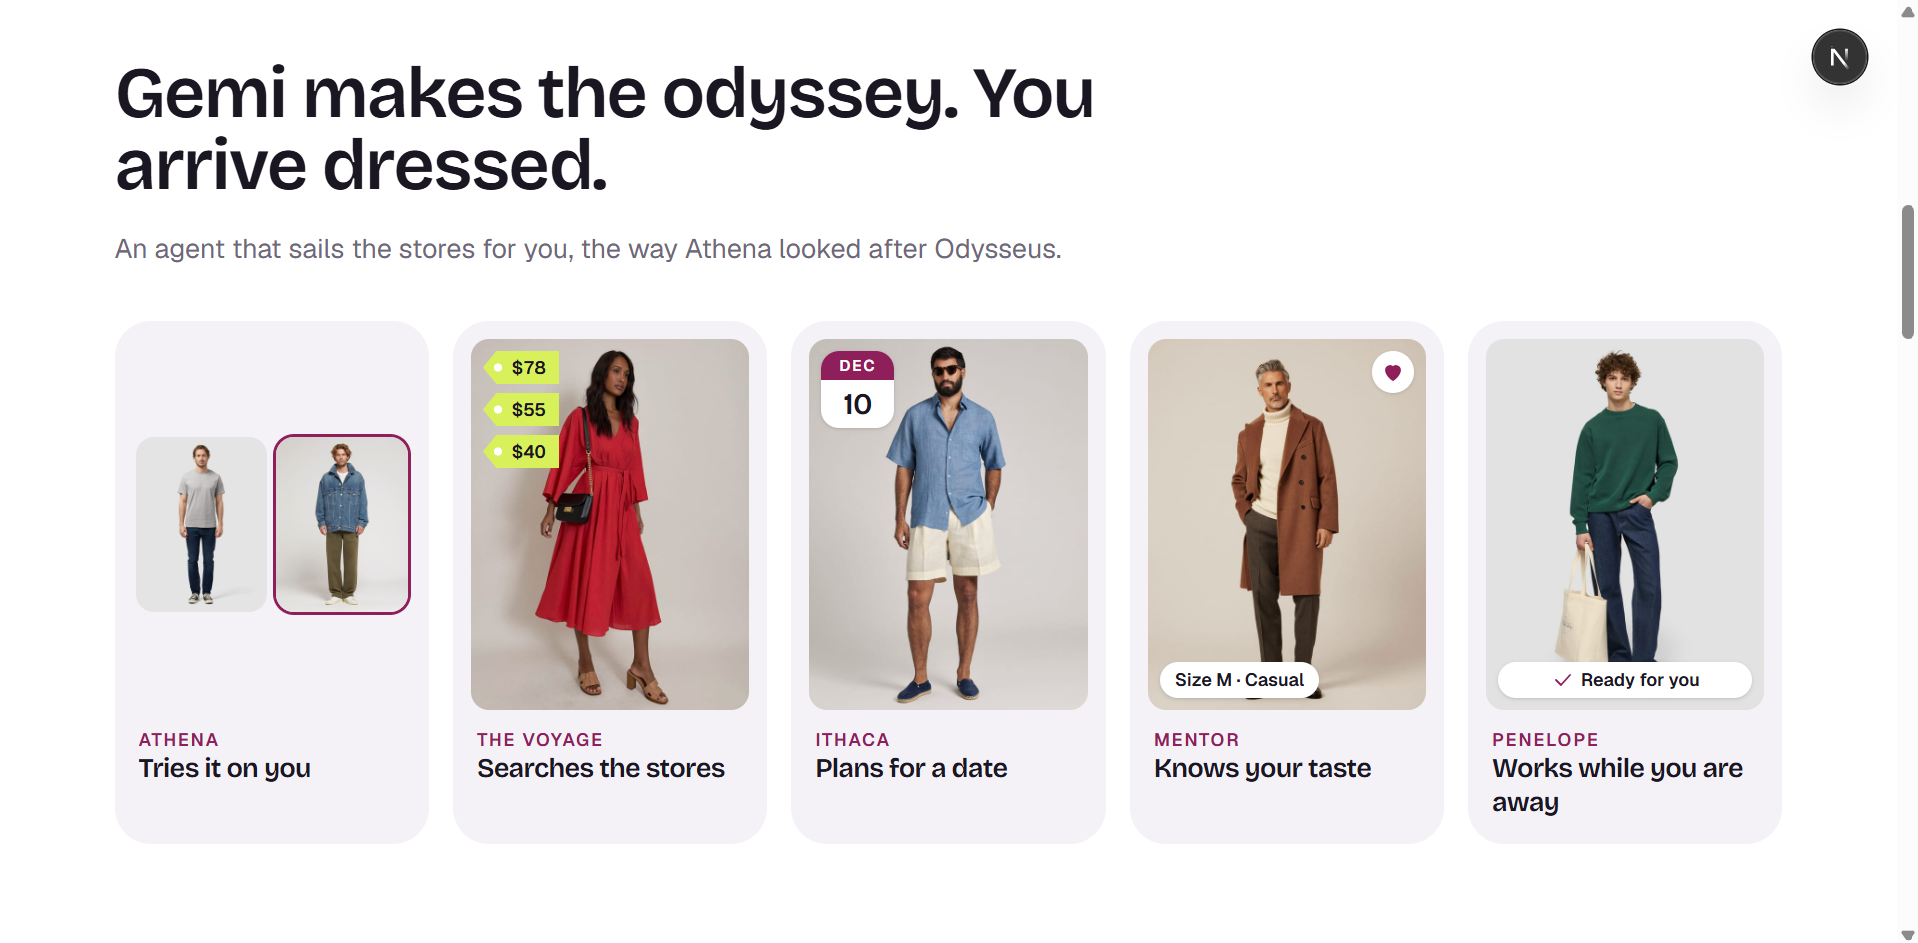 Gemi makes the odyssey. You
arrive dressed.
An agent that sails the stores for you, the way Athena looked after Odysseus.
N
ATHENA
Tries it on you
$78
$55
$40
THE VOYAGE
Searches the stores
DEC
10
ITHACA
Plans for a date
Size M · Casual
MENTOR
Knows your taste
Ready for you
PENELOPE
Works while you are
away